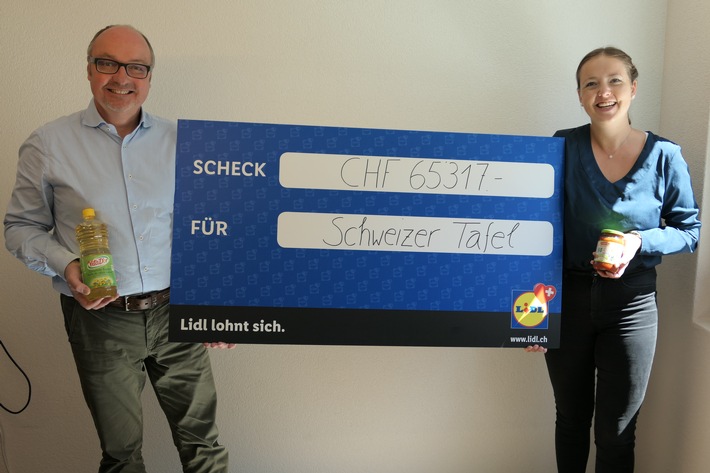 SCHECK CHF 65317.-
FÜR Schweizer Tafel
LIDL
Lidl lohnt sich.
www.lidl.ch